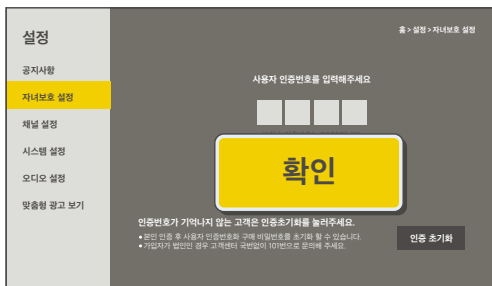 설정
홈 > 설정 > 자녀보호 설정
공지사항
자녀보호 설정
채널 설정
시스템 설정
오디오 설정
맞춤형 광고 보기
사용자 인증번호를 입력해주세요
확인
인증번호가 기억나지 않는 고객은 인증초기화를 눌러주세요.
• 본인 인증 후 사용자 인증번호와 구매 비밀번호를 초기화 할 수 있습니다.
• 가입자가 법인인 경우 고객센터 국번없이 101번으로 문의해 주세요.
인증 초기화